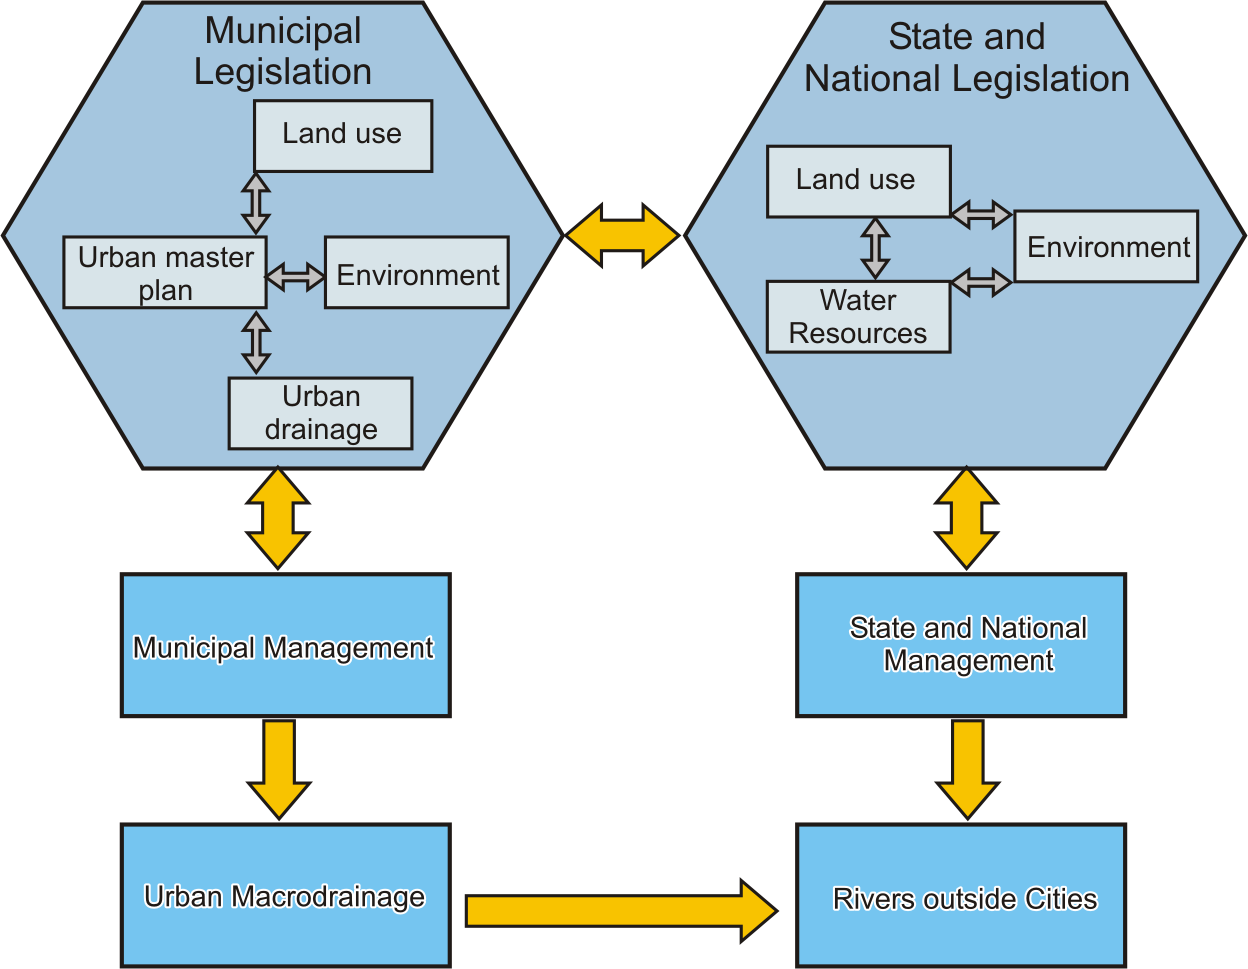 Municipal
Legislation
Land use
Urban master
plan
Environment
Urban
drainage
State and
National Legislation
Land use
Environment
Water
Resources
Municipal Management
State and National
Management
Urban Macrodrainage
Rivers outside Cities